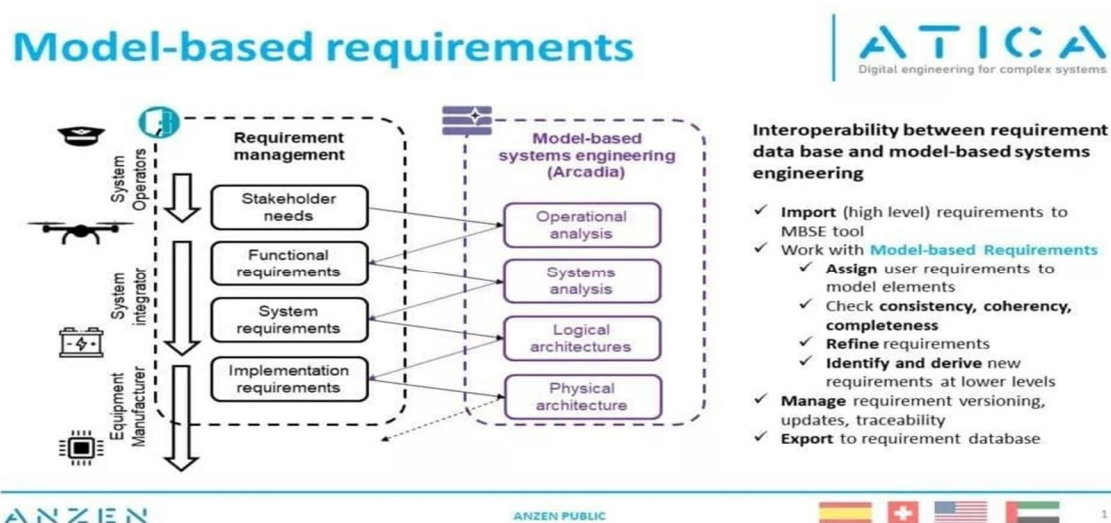 Model-based requirements
ATICA
Digital engineering for complex systems
System
Operators
System
integrator
Equipment
Manufacturer
Requirement
management
Stakeholder
needs
Functional
requirements
System
requirements
Implementation
requirements
Model-based
systems engineering
(Arcadia)
Operational
analysis
Systems
analysis
Logical
architectures
Physical
architecture
Interoperability between requirement
data base and model-based systems
engineering
✓ Import (high level) requirements to
MBSE tool
✓ Work with Model-based Requirements
✓ Assign user requirements to
model elements
✓ Check consistency, coherency,
completeness
✓ Refine requirements
✓ Identify and derive new
requirements at lower levels
✓ Manage requirement versioning,
updates, traceability
✓ Export to requirement database
ANZEN
ANZEN PUBLIC
1